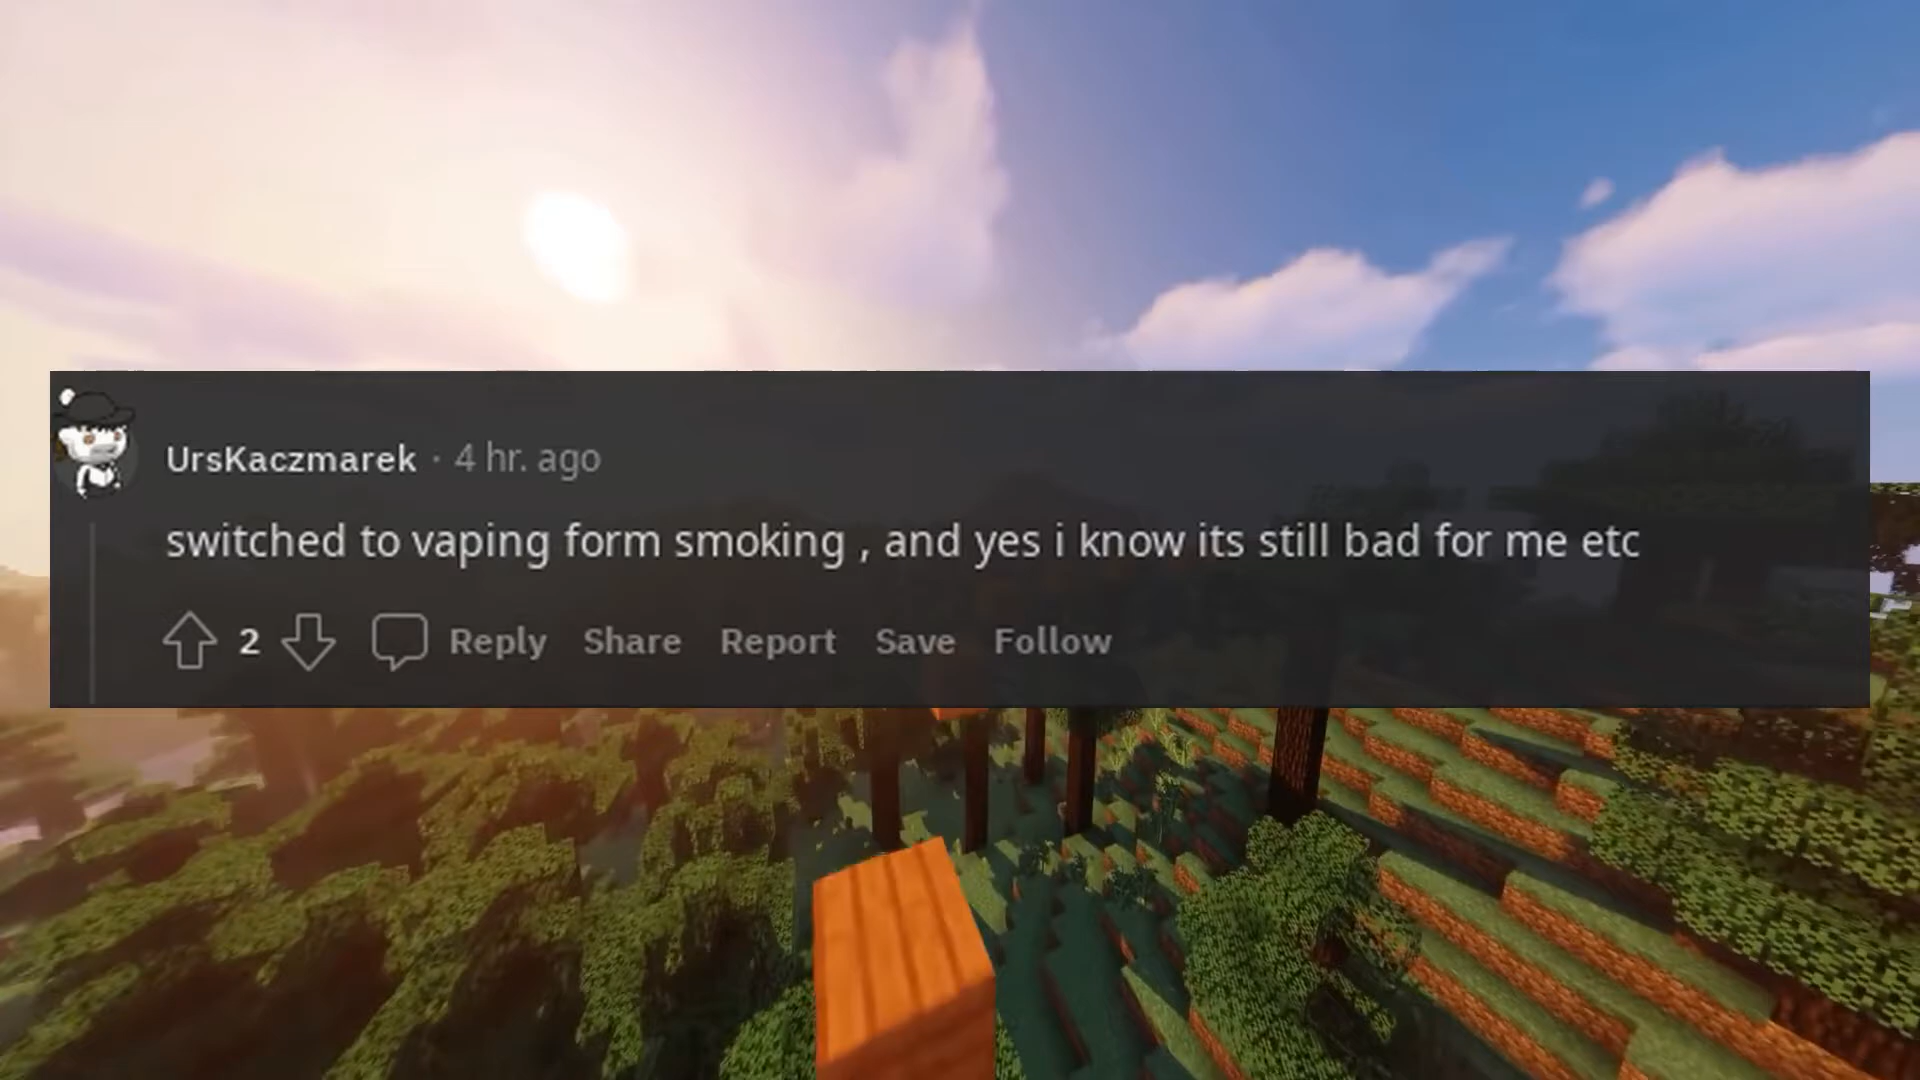 UrsKaczmarek · 4 hr. ago
switched to vaping form smoking , and yes i know its still bad for me etc
2 Reply Share Report Save Follow